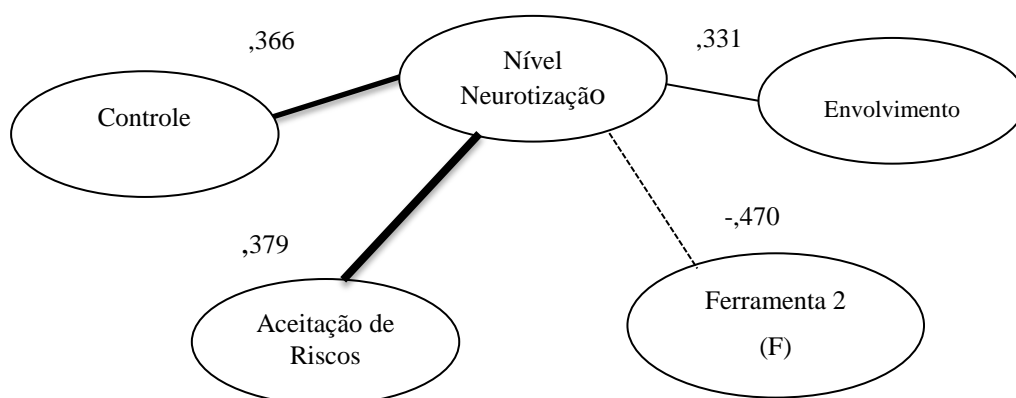 ,366
Nível
Neurotização
,331
Controle
Envolvimento
,379
-,470
Aceitação de
Riscos
Ferramenta 2
(F)